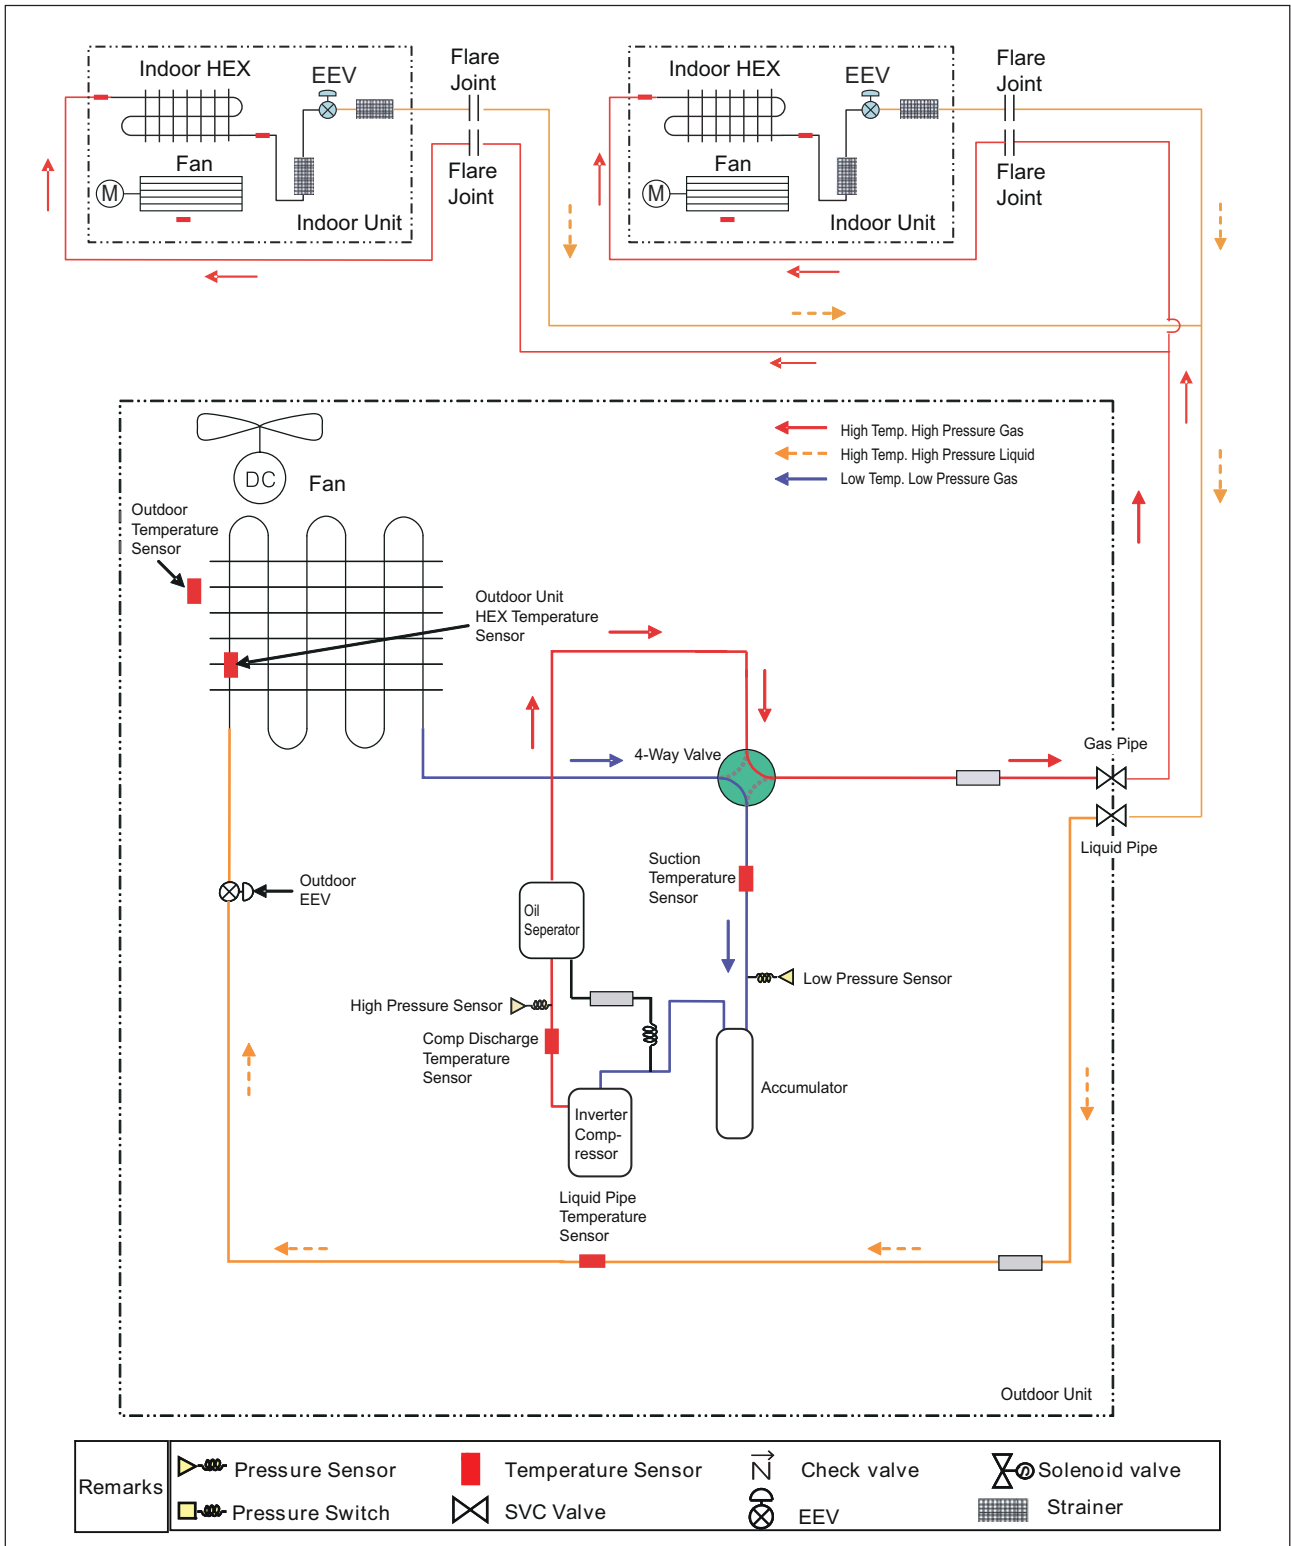 Indoor HEX
EEV
Flare
Joint
Fan
M
Flare
Joint
Indoor Unit
Indoor HEX
EEV
Flare
Joint
Fan
M
Flare
Joint
Indoor Unit
High Temp. High Pressure Gas
High Temp. High Pressure Liquid
Low Temp. Low Pressure Gas
DC
Fan
Outdoor
Temperature
Sensor
Outdoor Unit
HEX Temperature
Sensor
4-Way Valve
Gas Pipe
Liquid Pipe
Suction
Temperature
Sensor
Outdoor
EEV
Oil
Seperator
Low Pressure Sensor
High Pressure Sensor
Comp Discharge
Temperature
Sensor
Accumulator
Inverter
Comp-
ressor
Liquid Pipe
Temperature
Sensor
Outdoor Unit
Remarks
Pressure Sensor
Temperature Sensor
Check valve
S
Solenoid valve
Pressure Switch
SVC Valve
EEV
Strainer